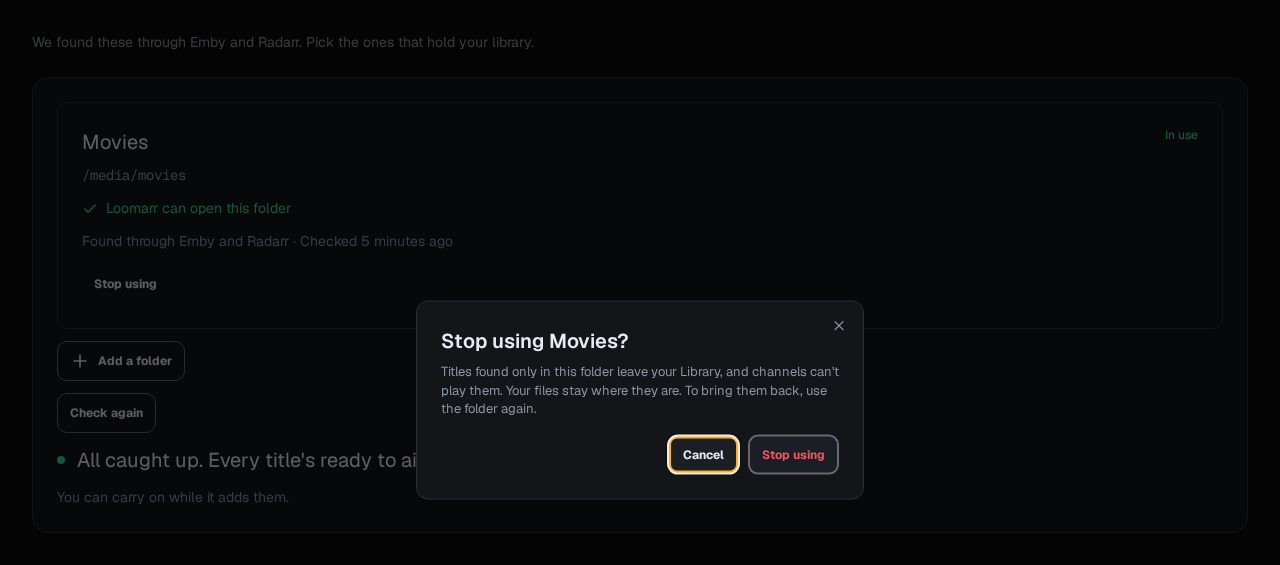 We found these through Emby and Radarr. Pick the ones that hold your library.
Movies
In use
/media/movies
Loomarr can open this folder
Found through Emby and Radarr · Checked 5 minutes ago
Stop using
Add a folder
Check again
All caught up. Every title's ready to ai
You can carry on while it adds them.
Stop using Movies?
Titles found only in this folder leave your Library, and channels can't
play them. Your files stay where they are. To bring them back, use
the folder again.
Cancel
Stop using